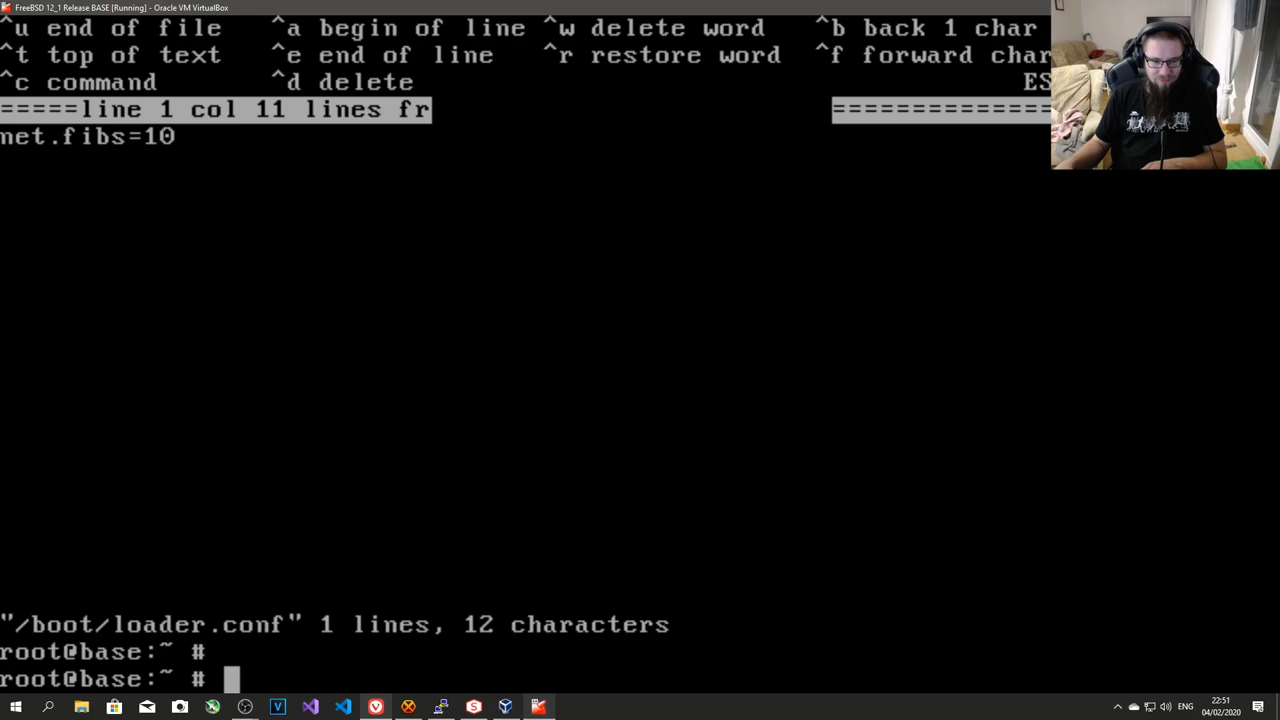 FreeBSD 12_1 Release BASE [Running] - Oracle VM VirtualBox
^u end of file ^a begin of line ^w delete word ^b back 1 char
^t top of text ^e end of line ^r restore word ^f forward char
^c command ^d delete ES
=====line 1 col 11 lines fr ==============
net.fibs=10
"/boot/loader.conf" 1 lines, 12 characters
root@base:~ #
root@base:~ #
ENG
22:51
04/02/2020